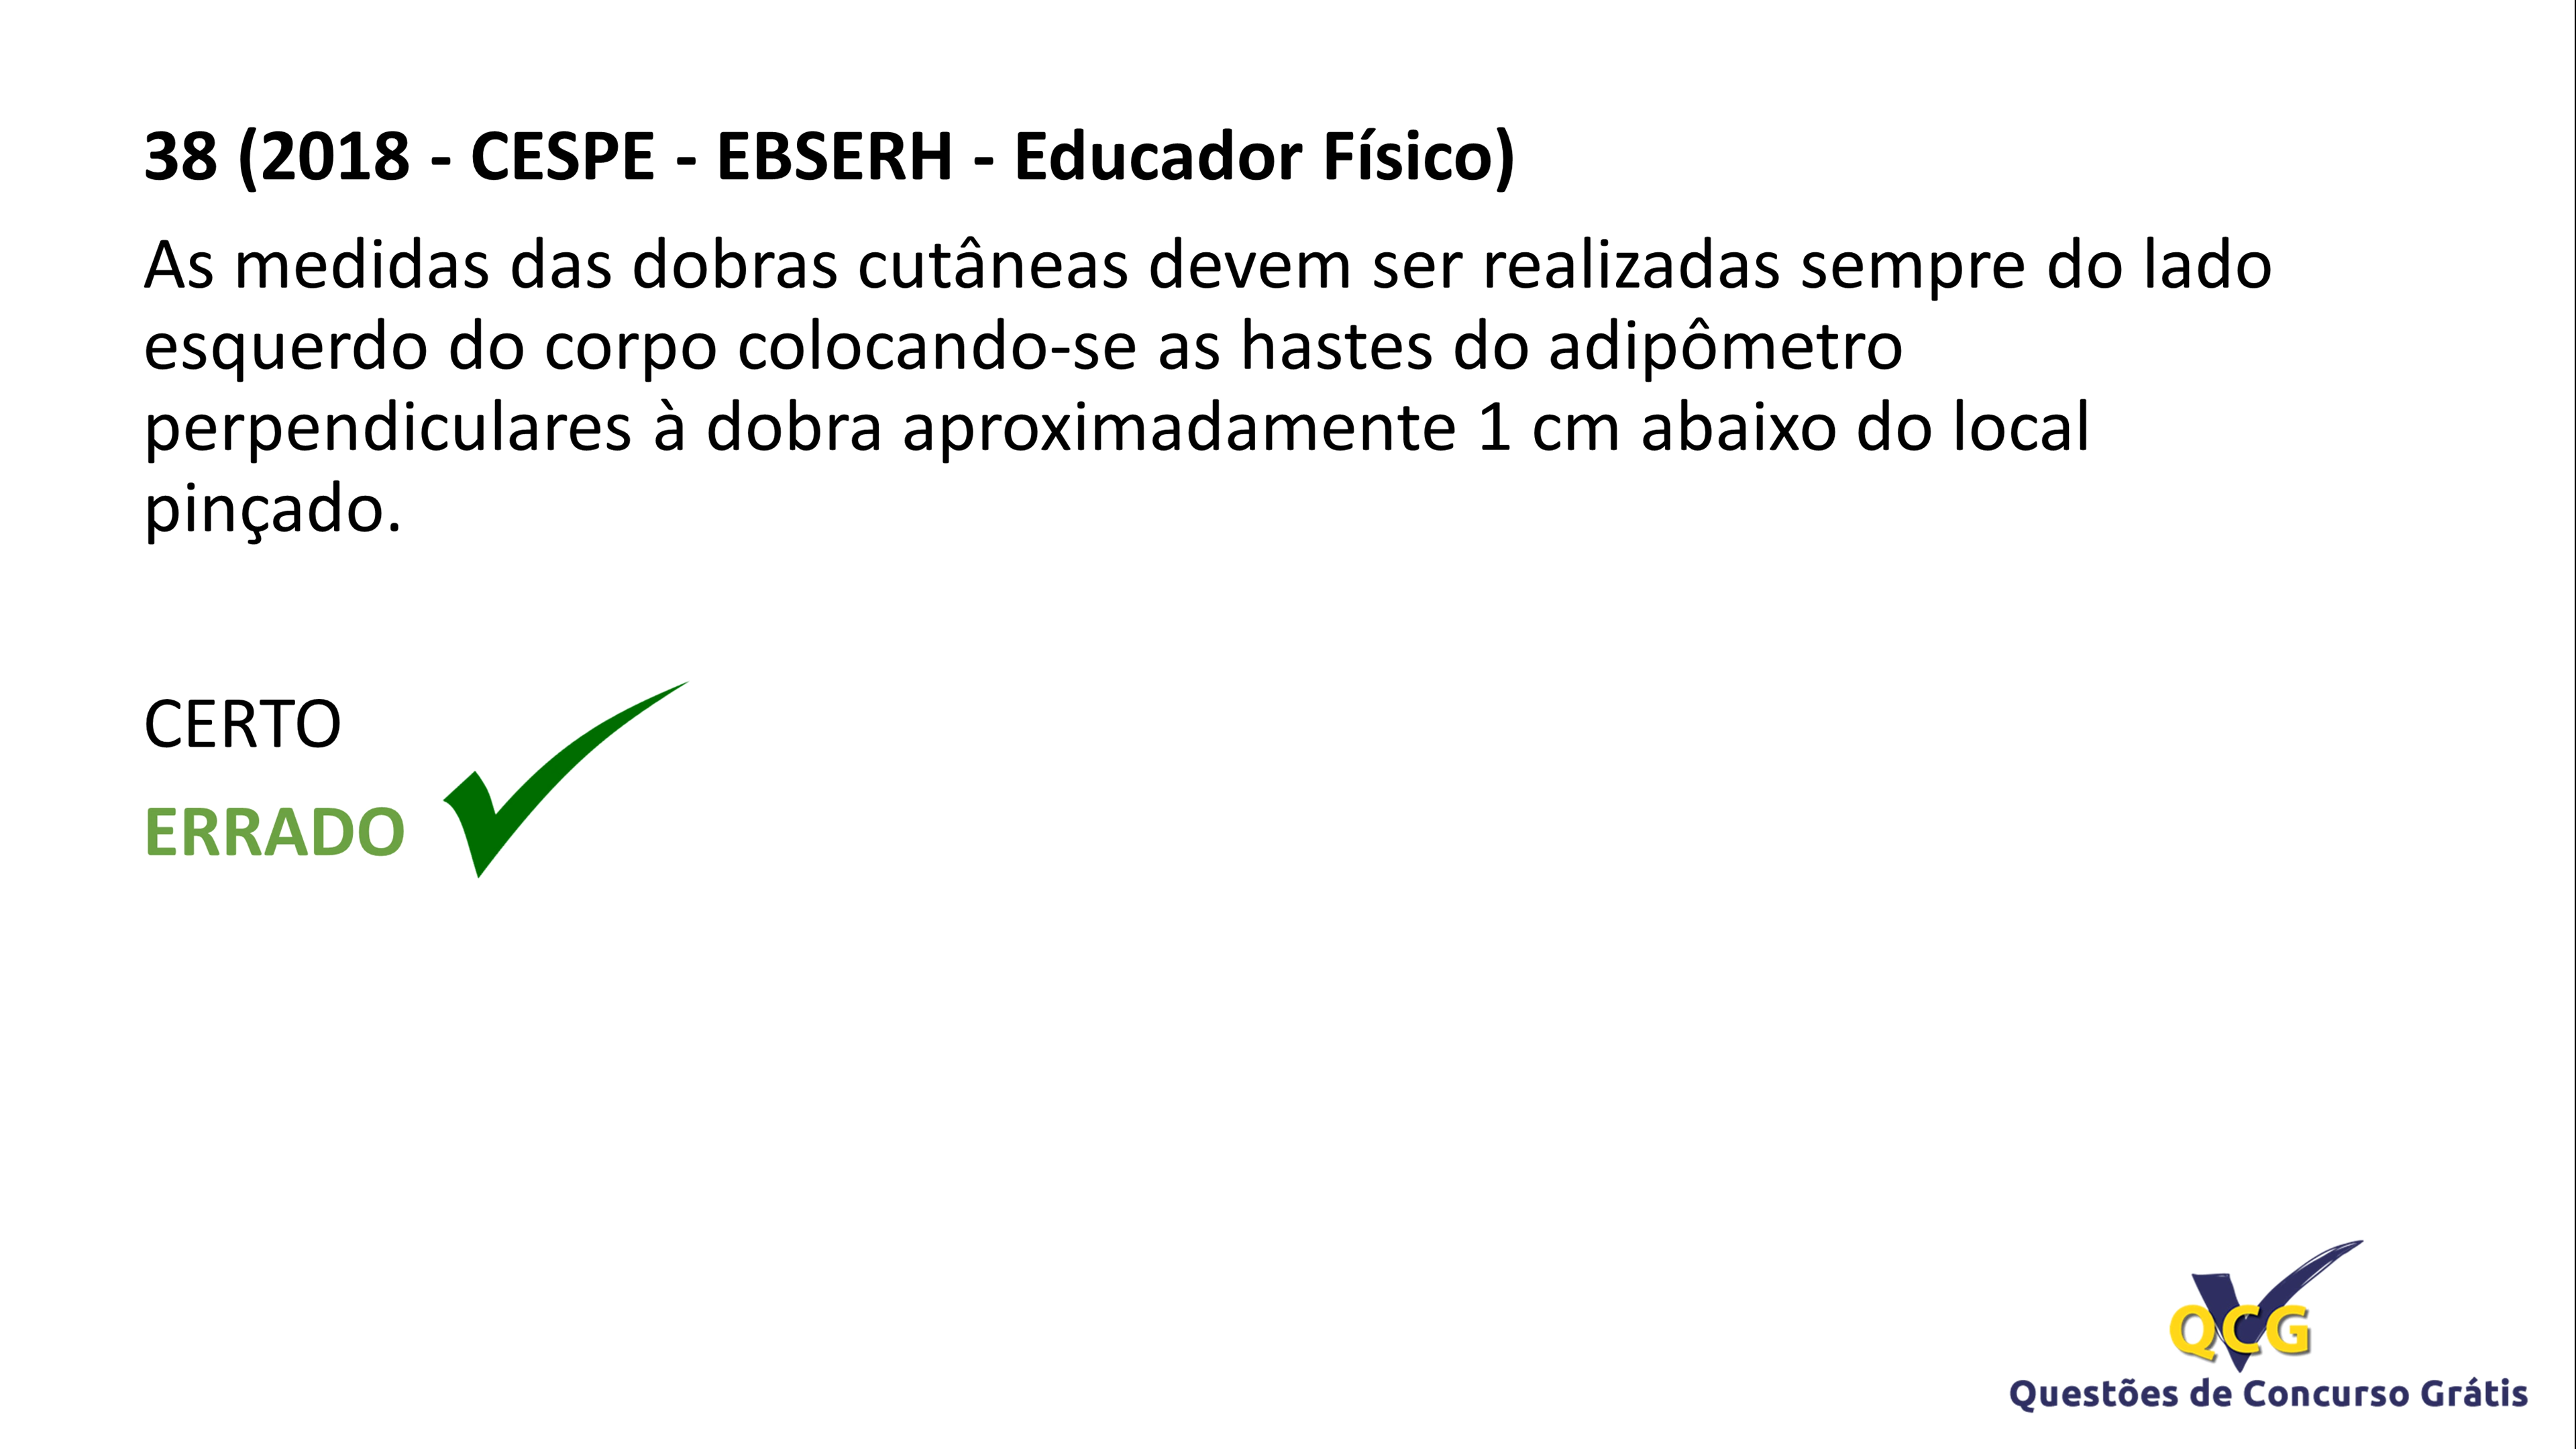 38 (2018 - CESPE - EBSERH - Educador Físico)
As medidas das dobras cutâneas devem ser realizadas sempre do lado
esquerdo do corpo colocando-se as hastes do adipômetro
perpendiculares à dobra aproximadamente 1 cm abaixo do local
pinçado.
CERTO
ERRADO
QCG
Questões de Concurso Grátis